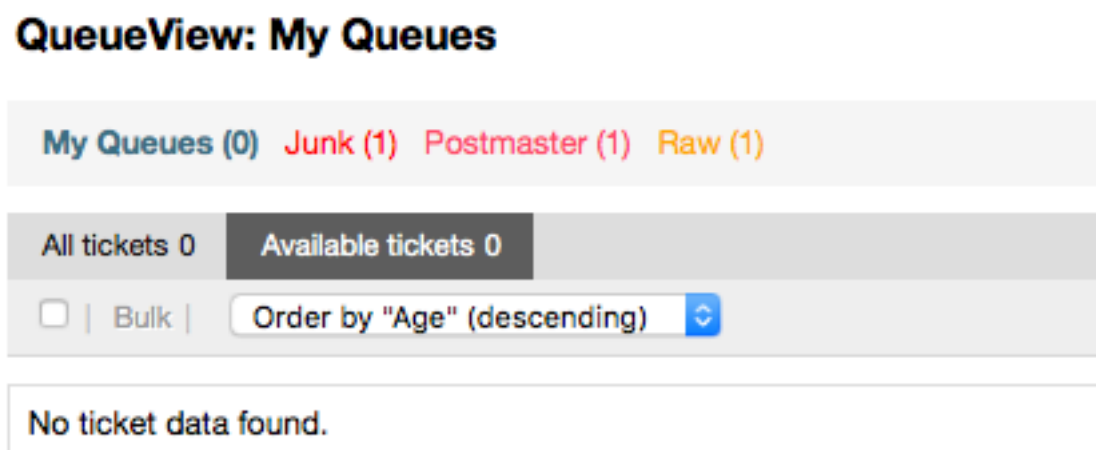 QueueView: My Queues
My Queues (0) Junk (1) Postmaster (1) Raw (1)
All tickets 0 Available tickets 0
| Bulk | Order by "Age" (descending)
No ticket data found.